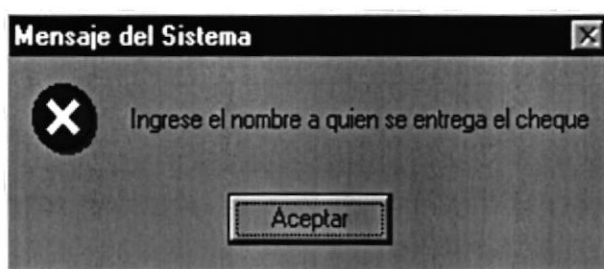 Mensaje del Sistema
Ingrese el nombre a quien se entrega el cheque
Aceptar